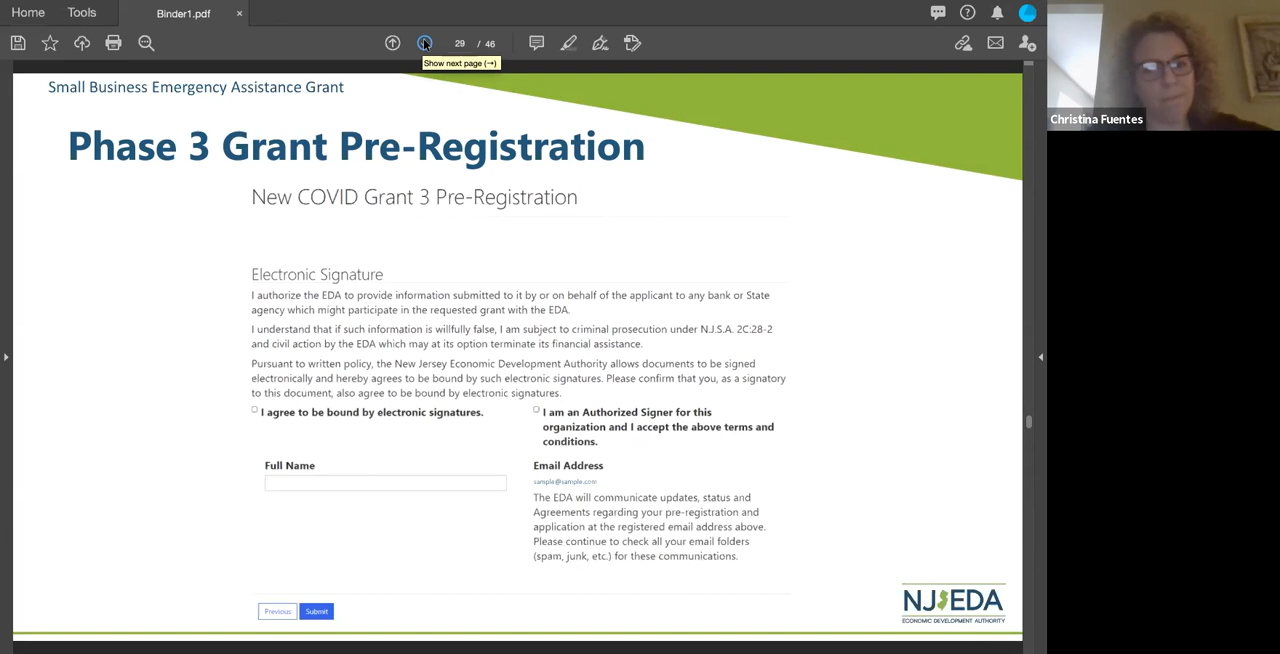 Home
Tools
Binder1.pdf
×
29 / 46
Show next page (→)
Christina Fuentes
Small Business Emergency Assistance Grant
Phase 3 Grant Pre-Registration
New COVID Grant 3 Pre-Registration
Electronic Signature
I authorize the EDA to provide information submitted to it by or on behalf of the applicant to any bank or State
agency which might participate in the requested grant with the EDA.
I understand that if such information is willfully false, I am subject to criminal prosecution under N.J.S.A. 2C:28-2
and civil action by the EDA which may at its option terminate its financial assistance.
Pursuant to written policy, the New Jersey Economic Development Authority allows documents to be signed
electronically and hereby agrees to be bound by such electronic signatures. Please confirm that you, as a signatory
to this document, also agree to be bound by electronic signatures.
I agree to be bound by electronic signatures.
I am an Authorized Signer for this
organization and I accept the above terms and
conditions.
Full Name
Email Address
sample@sample.com
The EDA will communicate updates, status and
Agreements regarding your pre-registration and
application at the registered email address above.
Please continue to check all your email folders
(spam, junk, etc.) for these communications.
Previous
Submit
NJEDA
ECONOMIC DEVELOPMENT AUTHORITY